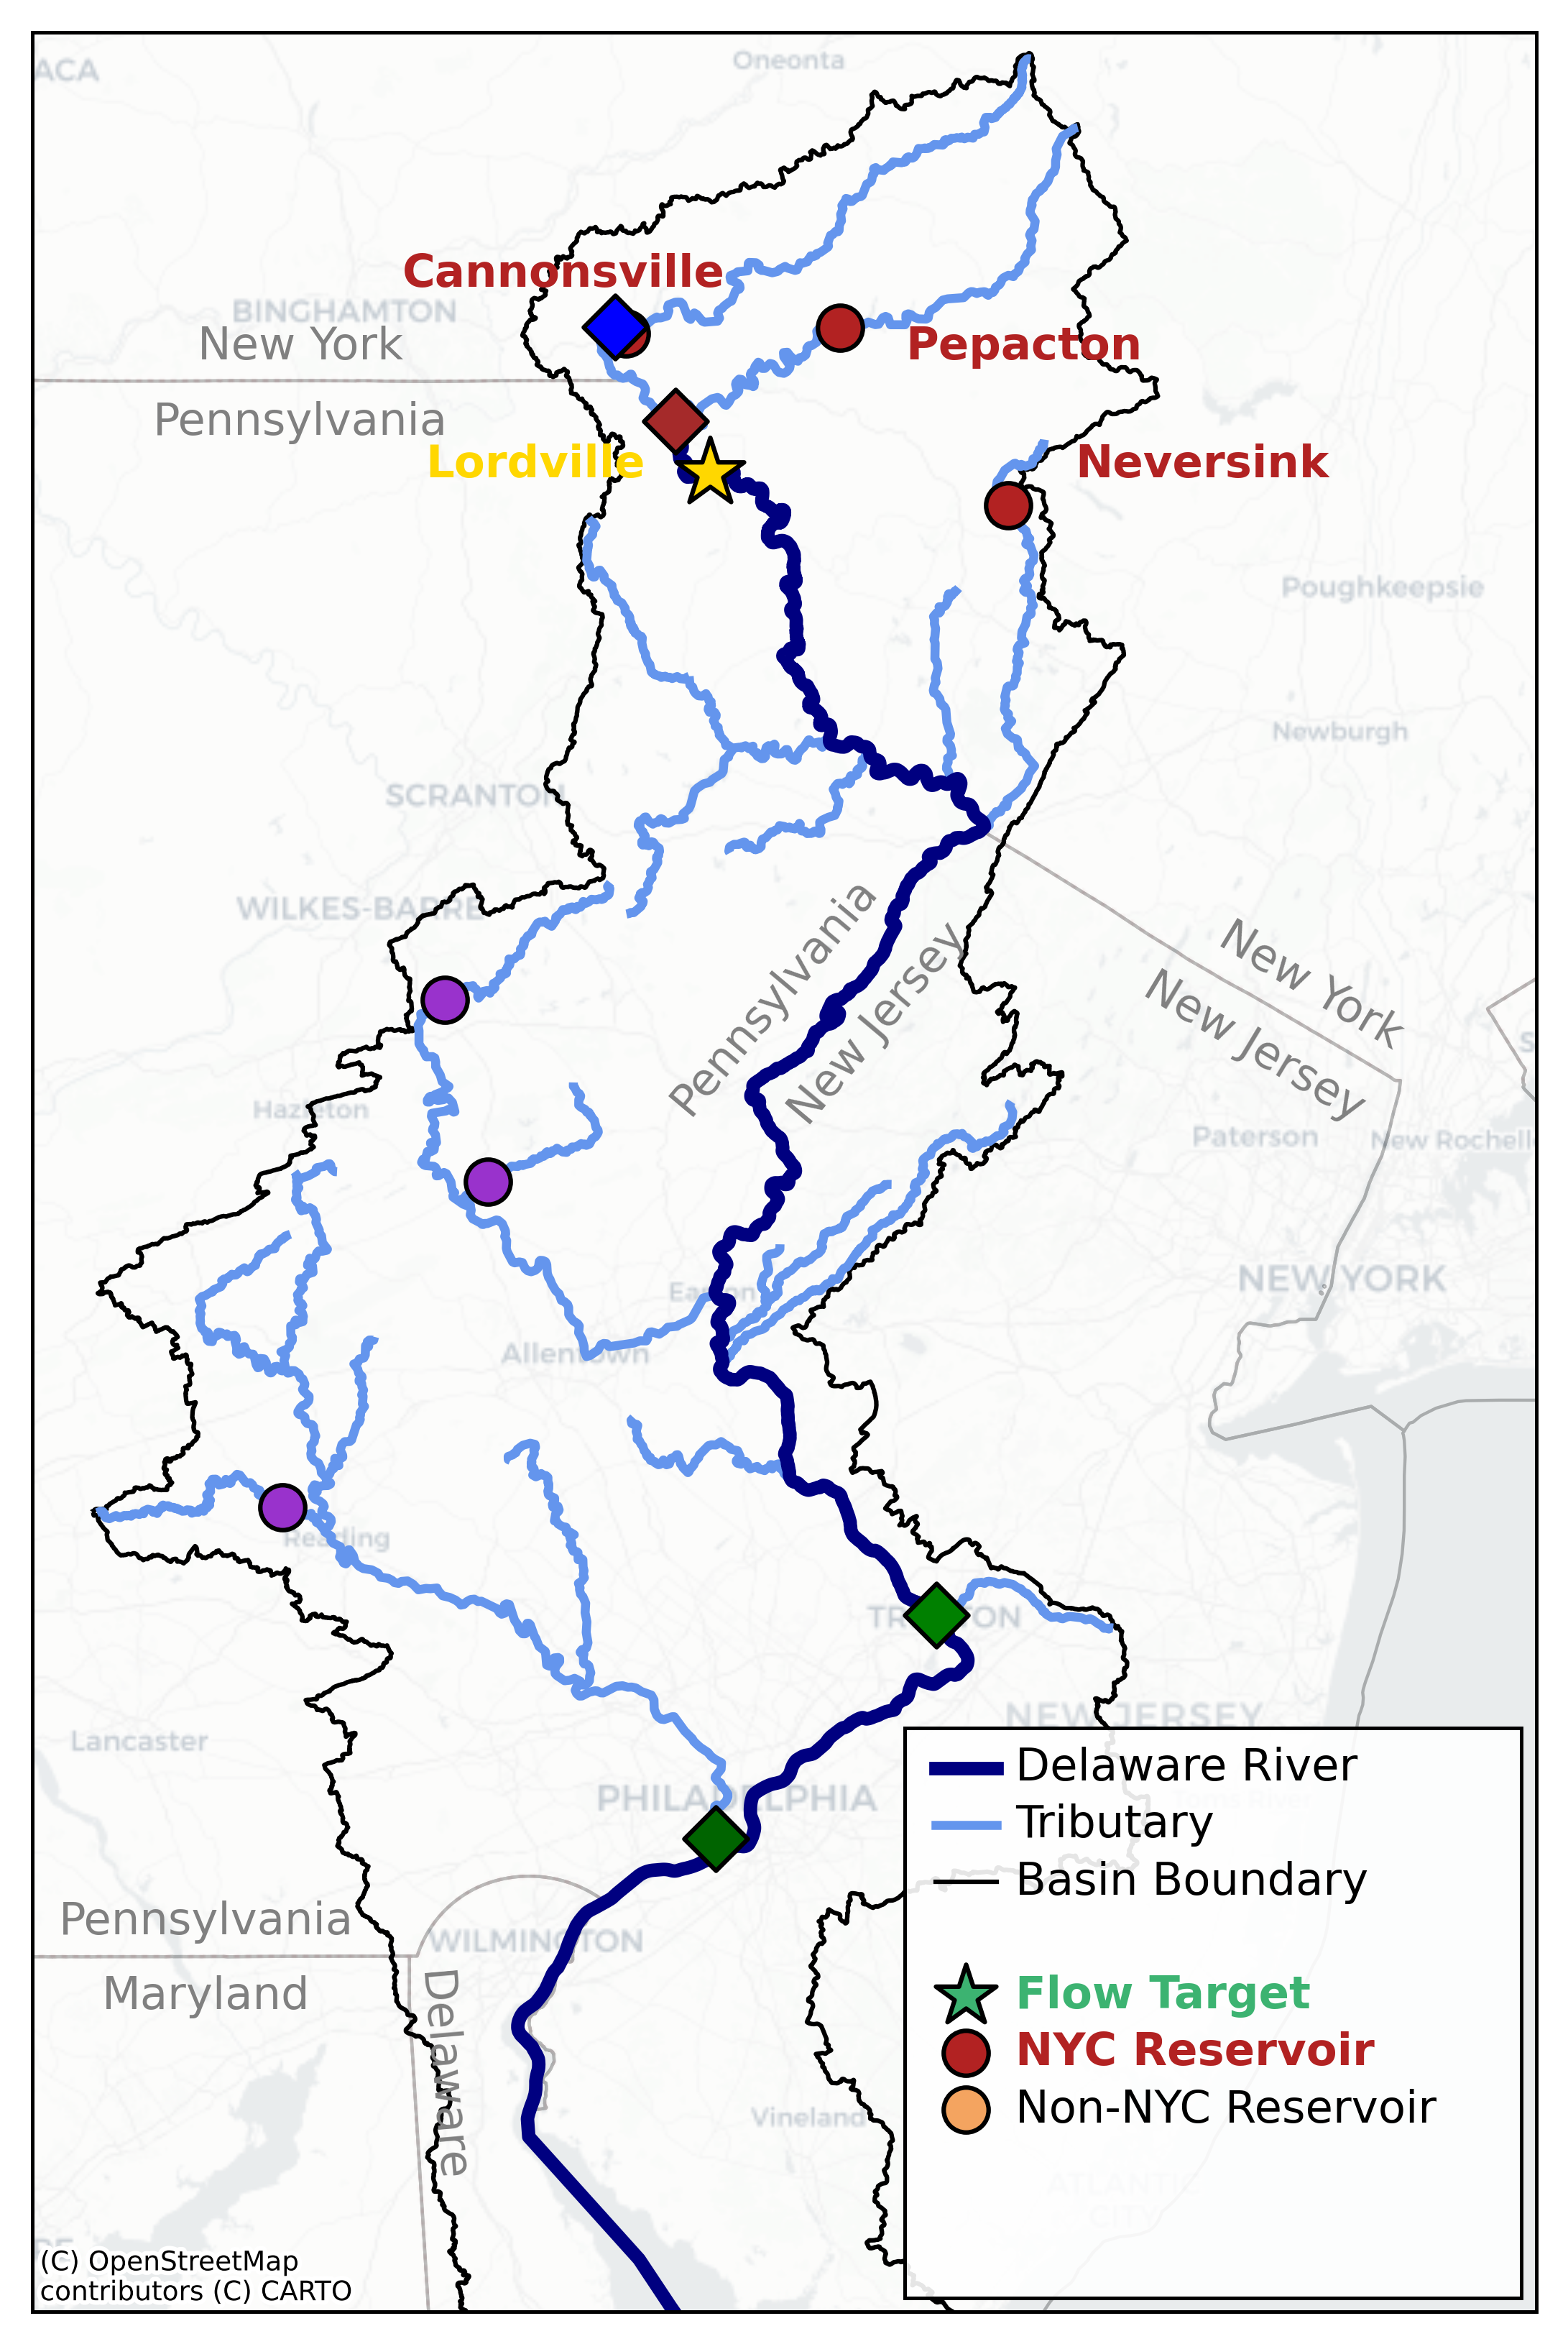 ACA
Oneonta
Cannonsville
BINGHAMTON
New York
Pepacton
Pennsylvania
Lordville
Neversink
Poughkeepsie
Newburgh
SCRANTON
WILKES-BARRE
Pennsylvania
New Jersey
New York
New Jersey
Hazleton
Paterson
New Rochell
NEW YORK
Easton
Allentown
Reading
TRENTON
NEW JERSEY
Lancaster
PHILADELPHIA
Delaware River
Toms River
Tributary
Basin Boundary
Pennsylvania
WILMINGTON
Maryland
Delaware
Flow Target
NYC Reservoir
Non-NYC Reservoir
Vineland
ATLANTIC
CITY
(C) OpenStreetMap
contributors (C) CARTO